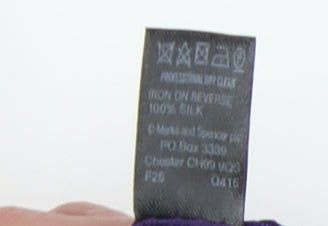 PROFESSIONAL DRY CLEAN
IRON ON REVERSE
100% SILK
© Marks and Spencer plc
PO Box 3339
Chester CH99 9QS
F25 0416